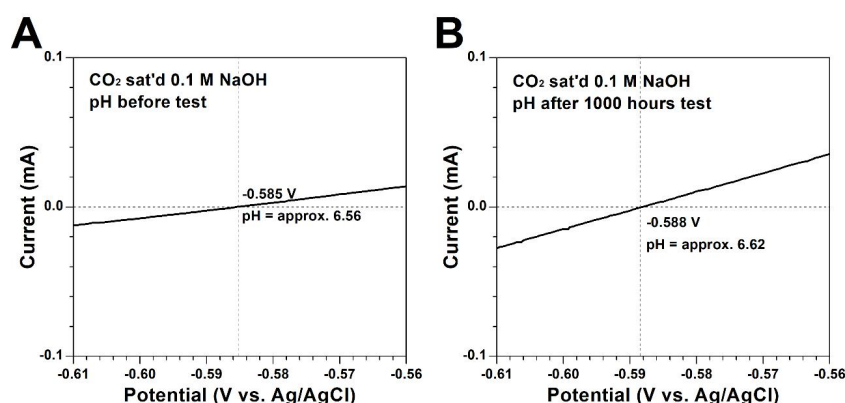 A
CO₂ sat'd 0.1 M NaOH
pH before test
-0.585 V
pH = approx. 6.56
0.1
0.0
-0.1
Current (mA)
-0.61
-0.60
-0.59
-0.58
-0.57
-0.56
Potential (V vs. Ag/AgCl)
B
CO₂ sat'd 0.1 M NaOH
pH after 1000 hours test
-0.588 V
pH = approx. 6.62
0.1
0.0
-0.1
Current (mA)
-0.61
-0.60
-0.59
-0.58
-0.57
-0.56
Potential (V vs. Ag/AgCl)